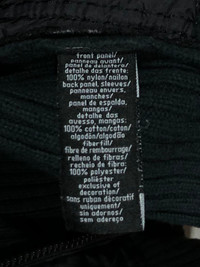 front panel/
panneau avant/
panel de delantera/
detalhe das frente:
100% nylon/nailon
back panel, sleeves/
panneau envers,
manches/
panel de espalda,
mangas/
detalhe das
avesso, mangas:
100% cotton/coton/
algodón/algodão
fiberfill/
fibre de rembourrage/
relleno de fibras/
recheio de fibra:
100% polyester/
poliéster
exclusive of
decoration/
sans ruban décoratif
uniquement/
sin adornos/
sem adereço